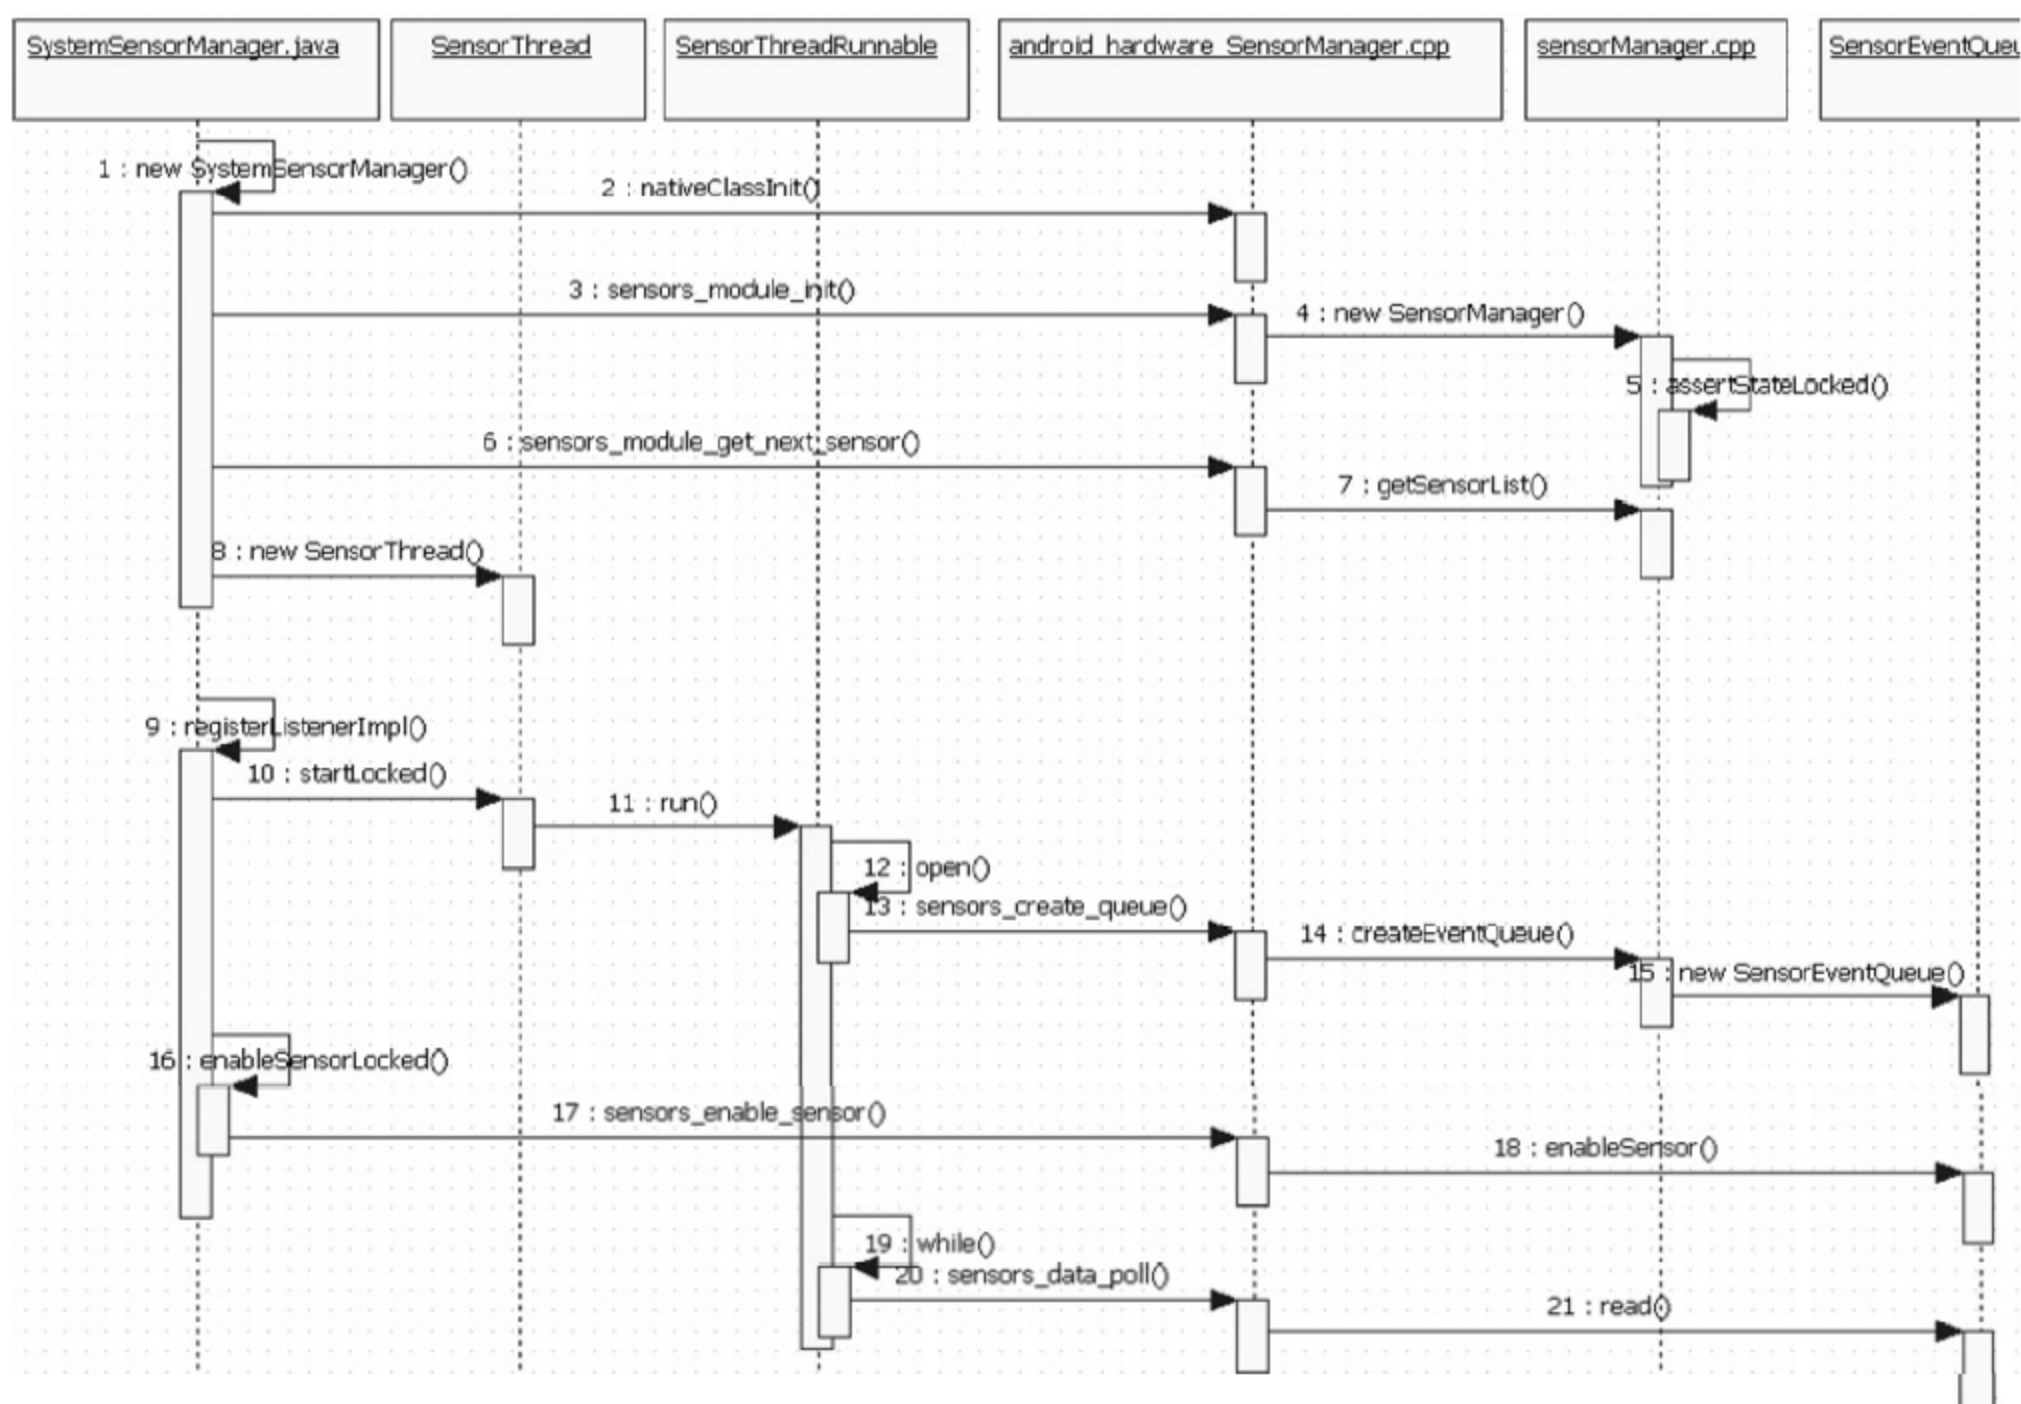 SystemSensorManager.java
SensorThread
SensorThreadRunnable
android_hardware_SensorManager.cpp
sensorManager.cpp
SensorEventQueu
1 : new SystemSensorManager()
2 : nativeClassInit()
3 : sensors_module_init()
4 : new SensorManager()
5 : assertStateLocked()
6 : sensors_module_get_next_sensor()
7 : getSensorList()
8 : new SensorThread()
9 : registerListenerImpl()
10 : startLocked()
11 : run()
12 : open()
13 : sensors_create_queue()
14 : createEventQueue()
15 : new SensorEventQueue()
16 : enableSensorLocked()
17 : sensors_enable_sensor()
18 : enableSensor()
19 : while()
20 : sensors_data_poll()
21 : read()